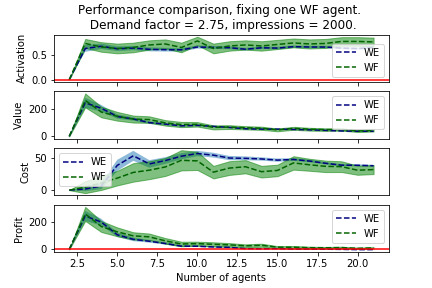 Performance comparison, fixing one WF agent.
Demand factor = 2.75, impressions = 2000.
Activation
0.5
0.0
WE
WF
Value
200
0
WE
WF
Cost
50
0
WE
WF
Profit
200
0
WE
WF
2.5 5.0 7.5 10.0 12.5 15.0 17.5 20.0
Number of agents